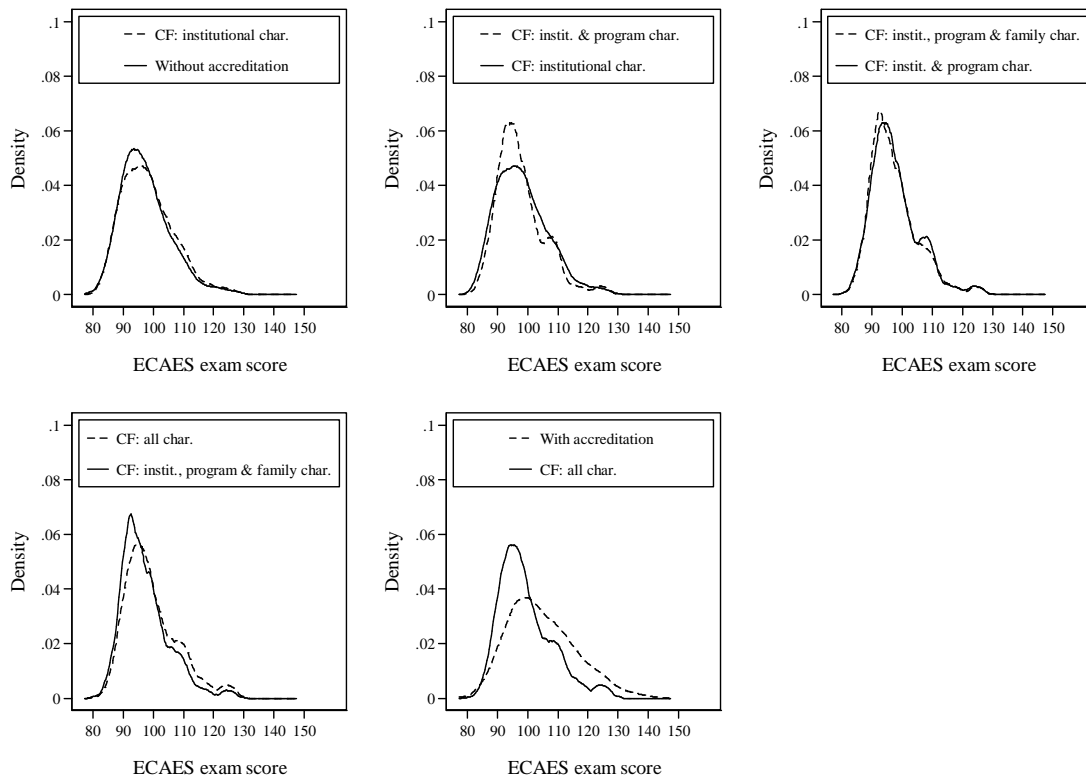 .1
CF: institutional char.
Without accreditation
.08
.06
.04
.02
0
Density
80 90 100 110 120 130 140 150
ECAES exam score
.1
CF: instit. & program char.
CF: institutional char.
.08
.06
.04
.02
0
Density
80 90 100 110 120 130 140 150
ECAES exam score
.1
CF: instit., program & family char.
CF: instit. & program char.
.08
.06
.04
.02
0
Density
80 90 100 110 120 130 140 150
ECAES exam score
.1
CF: all char.
CF: instit., program & family char.
.08
.06
.04
.02
0
Density
80 90 100 110 120 130 140 150
ECAES exam score
.1
With accreditation
CF: all char.
.08
.06
.04
.02
0
Density
80 90 100 110 120 130 140 150
ECAES exam score